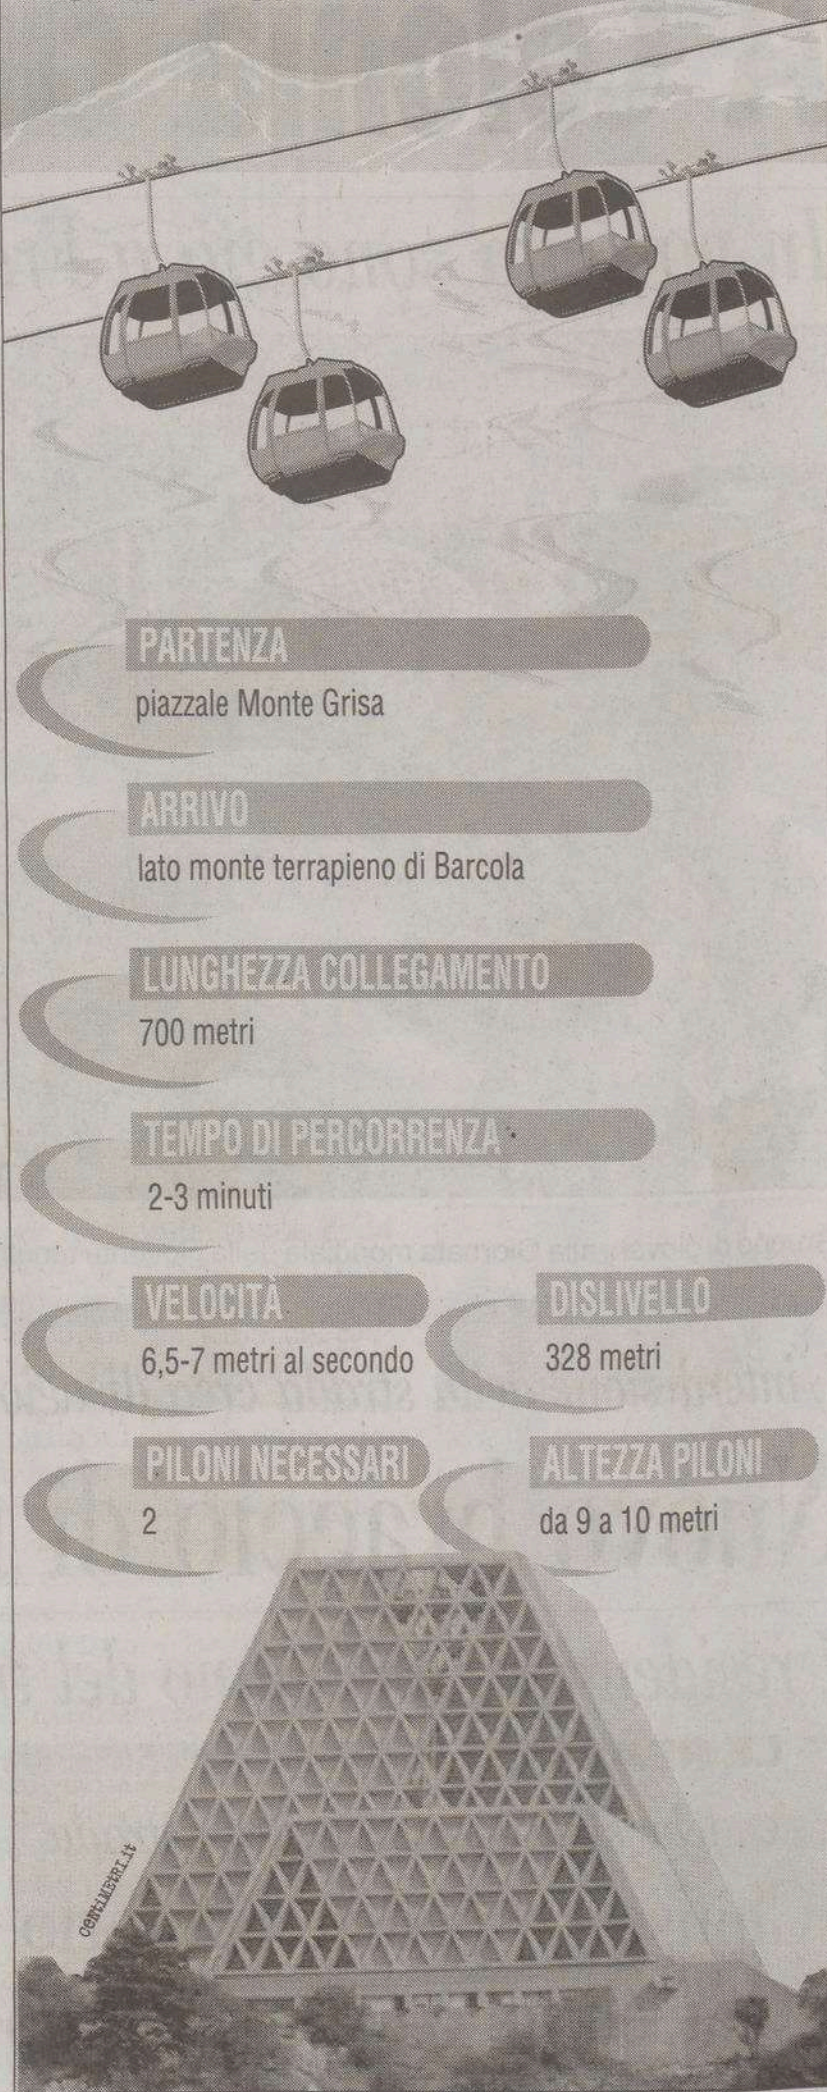 PARTENZA
piazzale Monte Grisa
ARRIVO
lato monte terrapieno di Barcola
LUNGHEZZA COLLEGAMENTO
700 metri
TEMPO DI PERCORRENZA
2-3 minuti
VELOCITÀ
6,5-7 metri al secondo
DISLIVELLO
328 metri
PILONI NECESSARI
2
ALTEZZA PILONI
da 9 a 10 metri
CENTIMETRI.it